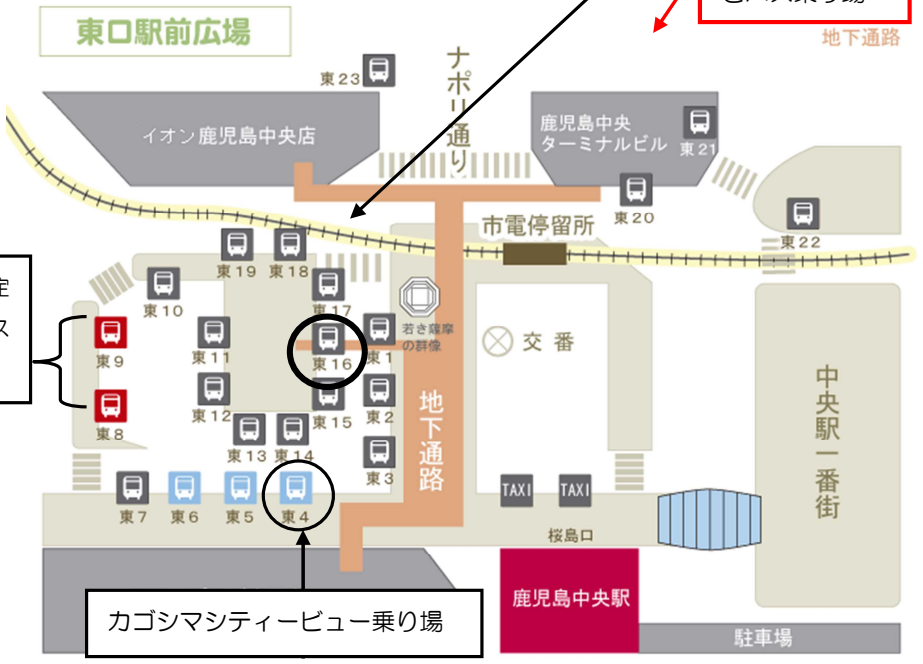 東口駅前広場
地下通路
東23
ナポリ通り
イオン鹿児島中央店
鹿児島中央
ターミナルビル
東21
東20
市電停留所
東22
東19
東18
東10
東17
東9
東11
東16
東1
若き薩摩
の群像
交番
東8
東12
東15
東2
地下通路
中央駅一番街
東13
東14
東3
東7
東6
東5
東4
TAXI
TAXI
桜島口
鹿児島中央駅
駐車場
カゴシマシティービュー乗り場